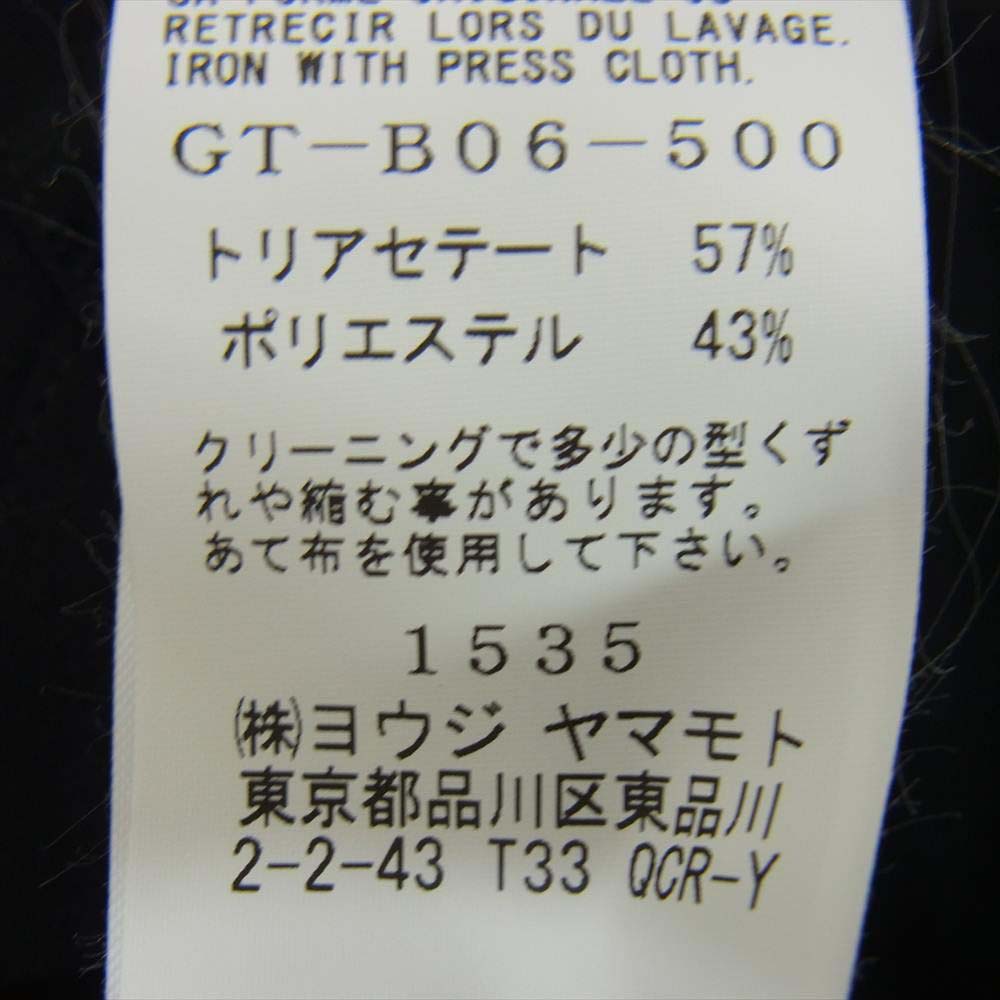 RETRECIR LORS DU LAVAGE.
IRON WITH PRESS CLOTH.
GT-B06-500
トリアセテート 57%
ポリエステル 43%
クリーニングで多少の型くず
れや縮む事があります。
あて布を使用して下さい。
1535
(株)ヨウジ ヤマモト
東京都品川区東品川
2-2-43 T33 QCR-Y